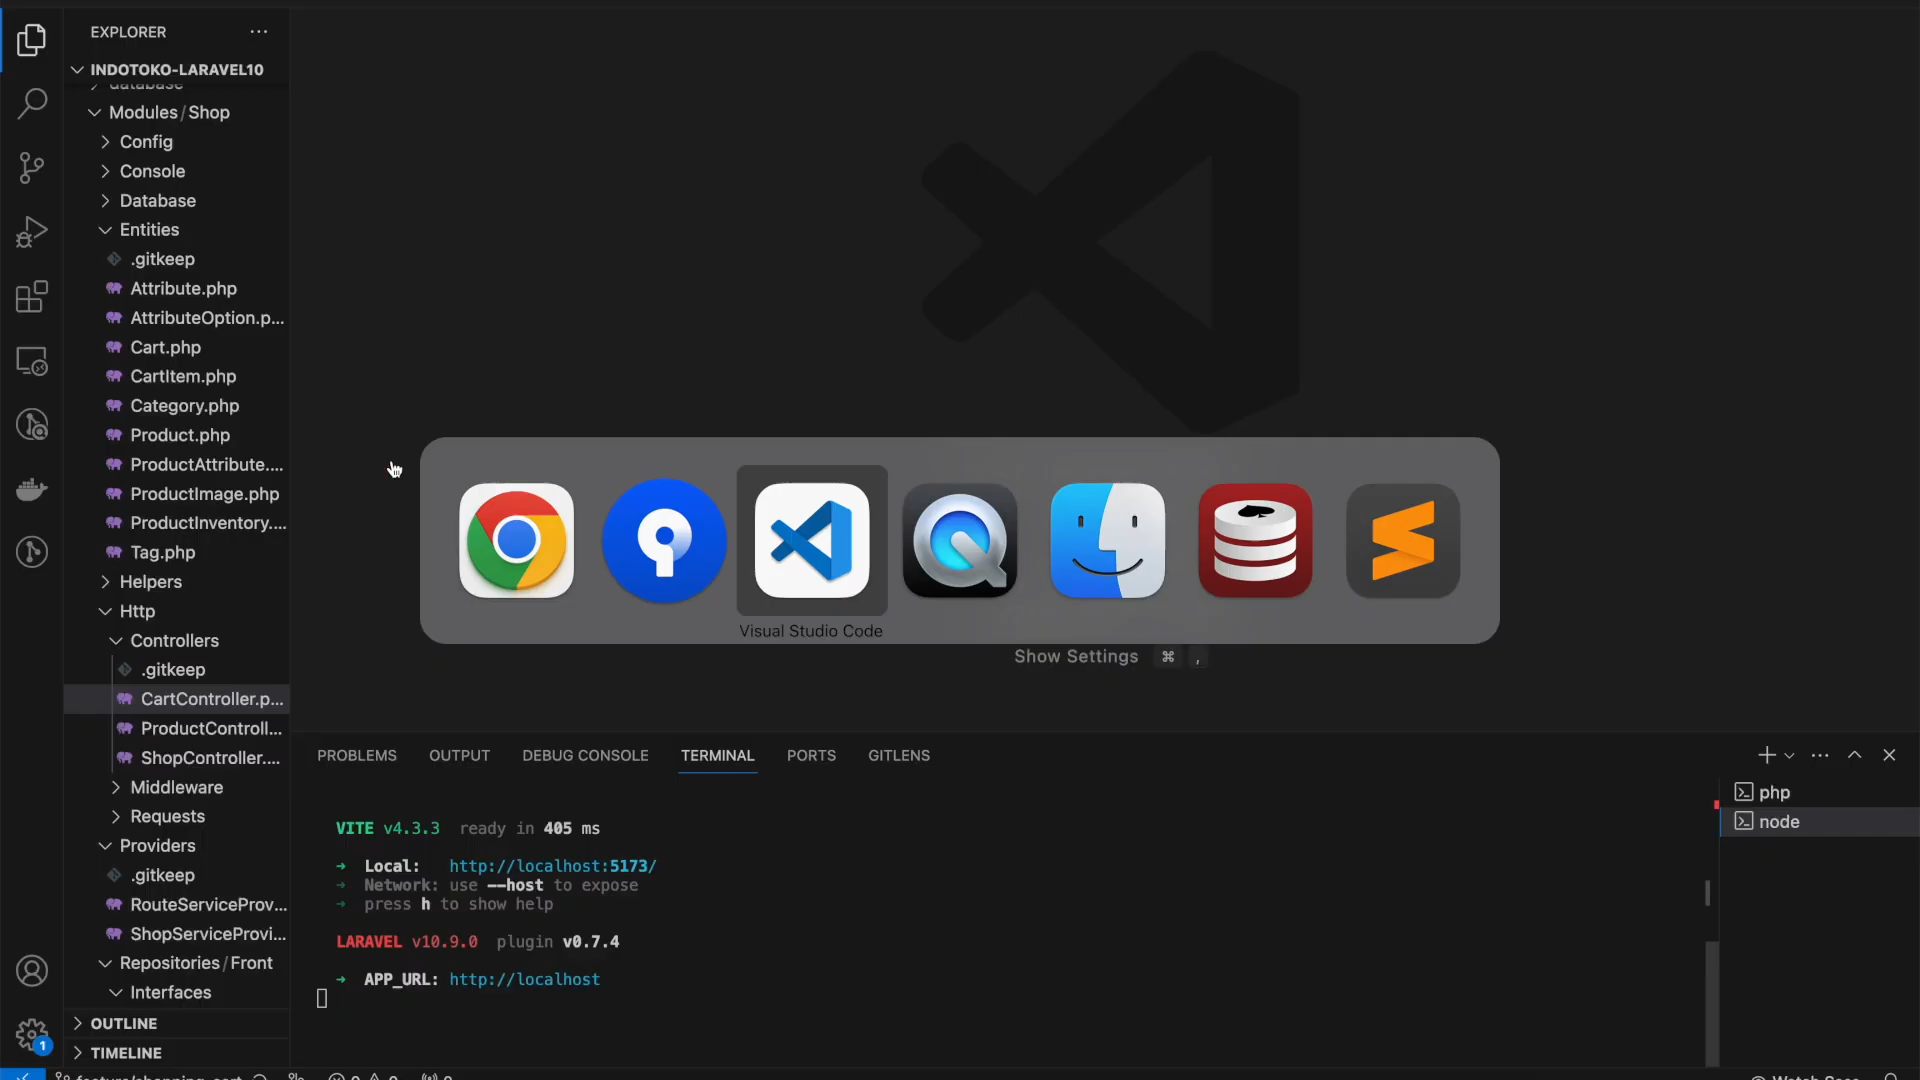 EXPLORER
INDOTOKO-LARAVEL10
database
Modules / Shop
Config
Console
Database
Entities
.gitkeep
Attribute.php
AttributeOption.p...
Cart.php
CartItem.php
Category.php
Product.php
ProductAttribute....
ProductImage.php
ProductInventory....
Tag.php
Helpers
Http
Controllers
.gitkeep
CartController.p...
ProductControll...
ShopController....
Middleware
Requests
Providers
.gitkeep
RouteServiceProv...
ShopServiceProvi...
Repositories / Front
Interfaces
OUTLINE
TIMELINE
1
Visual Studio Code
Show Settings ⌘ ,
PROBLEMS OUTPUT DEBUG CONSOLE TERMINAL PORTS GITLENS
php
node
VITE v4.3.3 ready in 405 ms
➜ Local: http://localhost:5173/
➜ Network: use --host to expose
➜ press h to show help
LARAVEL v10.9.0 plugin v0.7.4
➜ APP_URL: http://localhost
feature/shopping_cart